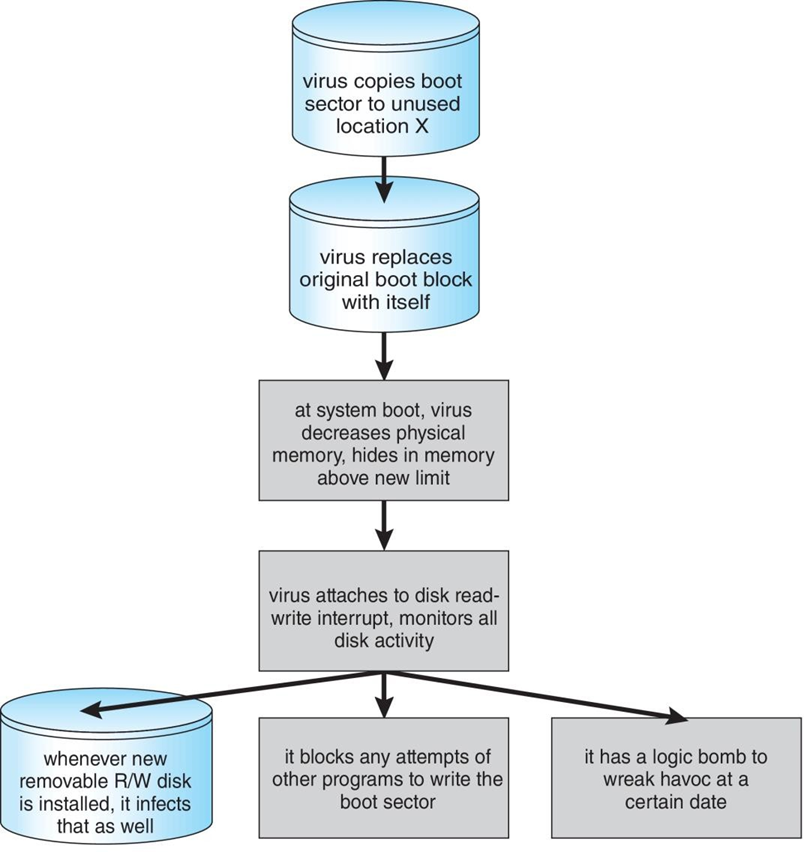 virus copies boot
sector to unused
location X
virus replaces
original boot block
with itself
at system boot, virus
decreases physical
memory, hides in memory
above new limit
virus attaches to disk read-
write interrupt, monitors all
disk activity
whenever new
removable R/W disk
is installed, it infects
that as well
it blocks any attempts of
other programs to write the
boot sector
it has a logic bomb to
wreak havoc at a
certain date